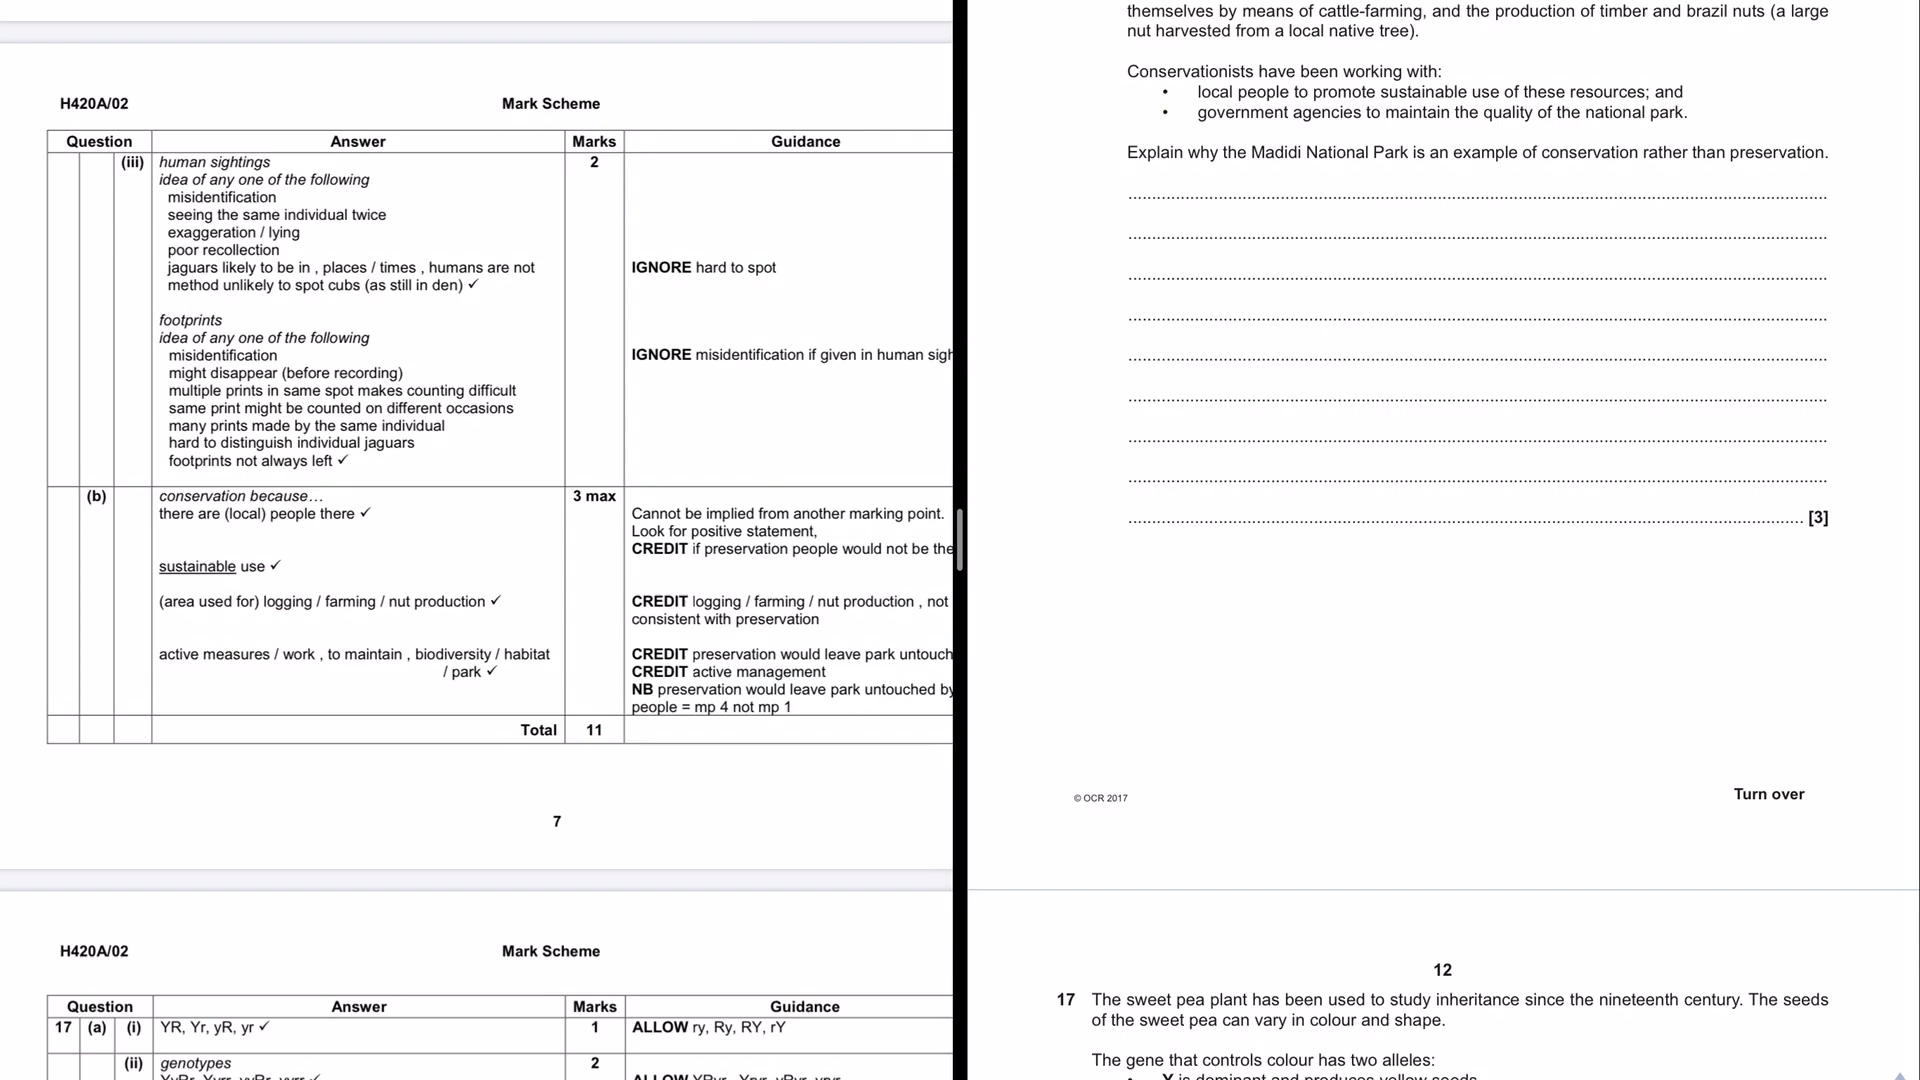 H420A/02 Mark Scheme
Question Answer Marks Guidance
(iii) human sightings 2
idea of any one of the following
misidentification
seeing the same individual twice
exaggeration / lying
poor recollection
jaguars likely to be in , places / times , humans are not IGNORE hard to spot
method unlikely to spot cubs (as still in den) ✓
footprints
idea of any one of the following
misidentification IGNORE misidentification if given in human
might disappear (before recording)
multiple prints in same spot makes counting difficult
same print might be counted on different occasions
many prints made by the same individual
hard to distinguish individual jaguars
footprints not always left ✓
(b) conservation because… 3 max
there are (local) people there ✓ Cannot be implied from another marking point.
Look for positive statement,
CREDIT if preservation people would not be
sustainable use ✓
(area used for) logging / farming / nut production ✓ CREDIT logging / farming / nut production , not
consistent with preservation
active measures / work , to maintain , biodiversity / habitat CREDIT preservation would leave park
/ park ✓ CREDIT active management
NB preservation would leave park untouched by
people = mp 4 not mp 1
Total 11
7
H420A/02 Mark Scheme
Question Answer Marks Guidance
17 (a) (i) YR, Yr, yR, yr ✓ 1 ALLOW ry, Ry, RY, rY
(ii) genotypes 2
themselves by means of cattle-farming, and the production of timber and brazil nuts (a large
nut harvested from a local native tree).
Conservationists have been working with:
• local people to promote sustainable use of these resources; and
• government agencies to maintain the quality of the national park.
Explain why the Madidi National Park is an example of conservation rather than preservation.
[3]
© OCR 2017 Turn over
12
17 The sweet pea plant has been used to study inheritance since the nineteenth century. The seeds
of the sweet pea can vary in colour and shape.
The gene that controls colour has two alleles:
• Y is dominant and produces yellow seeds